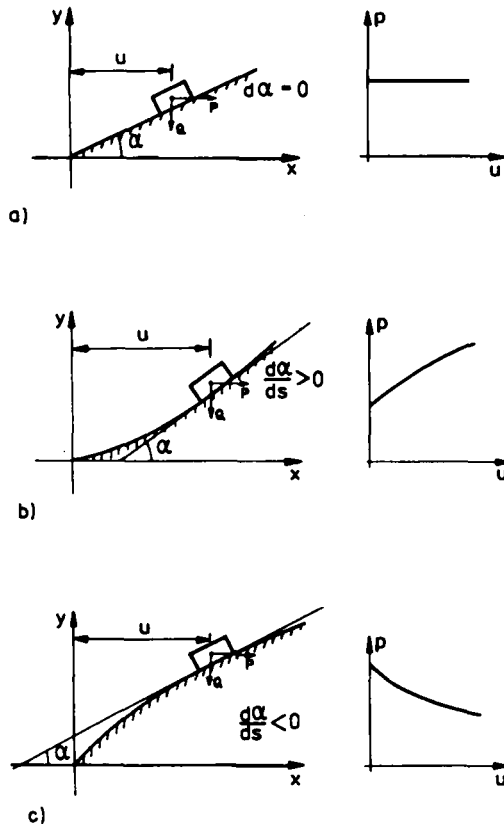 y
u
dα = 0
P
Q
α
x
P
u
a)
y
u
dα/ds > 0
P
Q
α
x
P
u
b)
y
u
P
Q
dα/ds < 0
α
x
P
u
c)